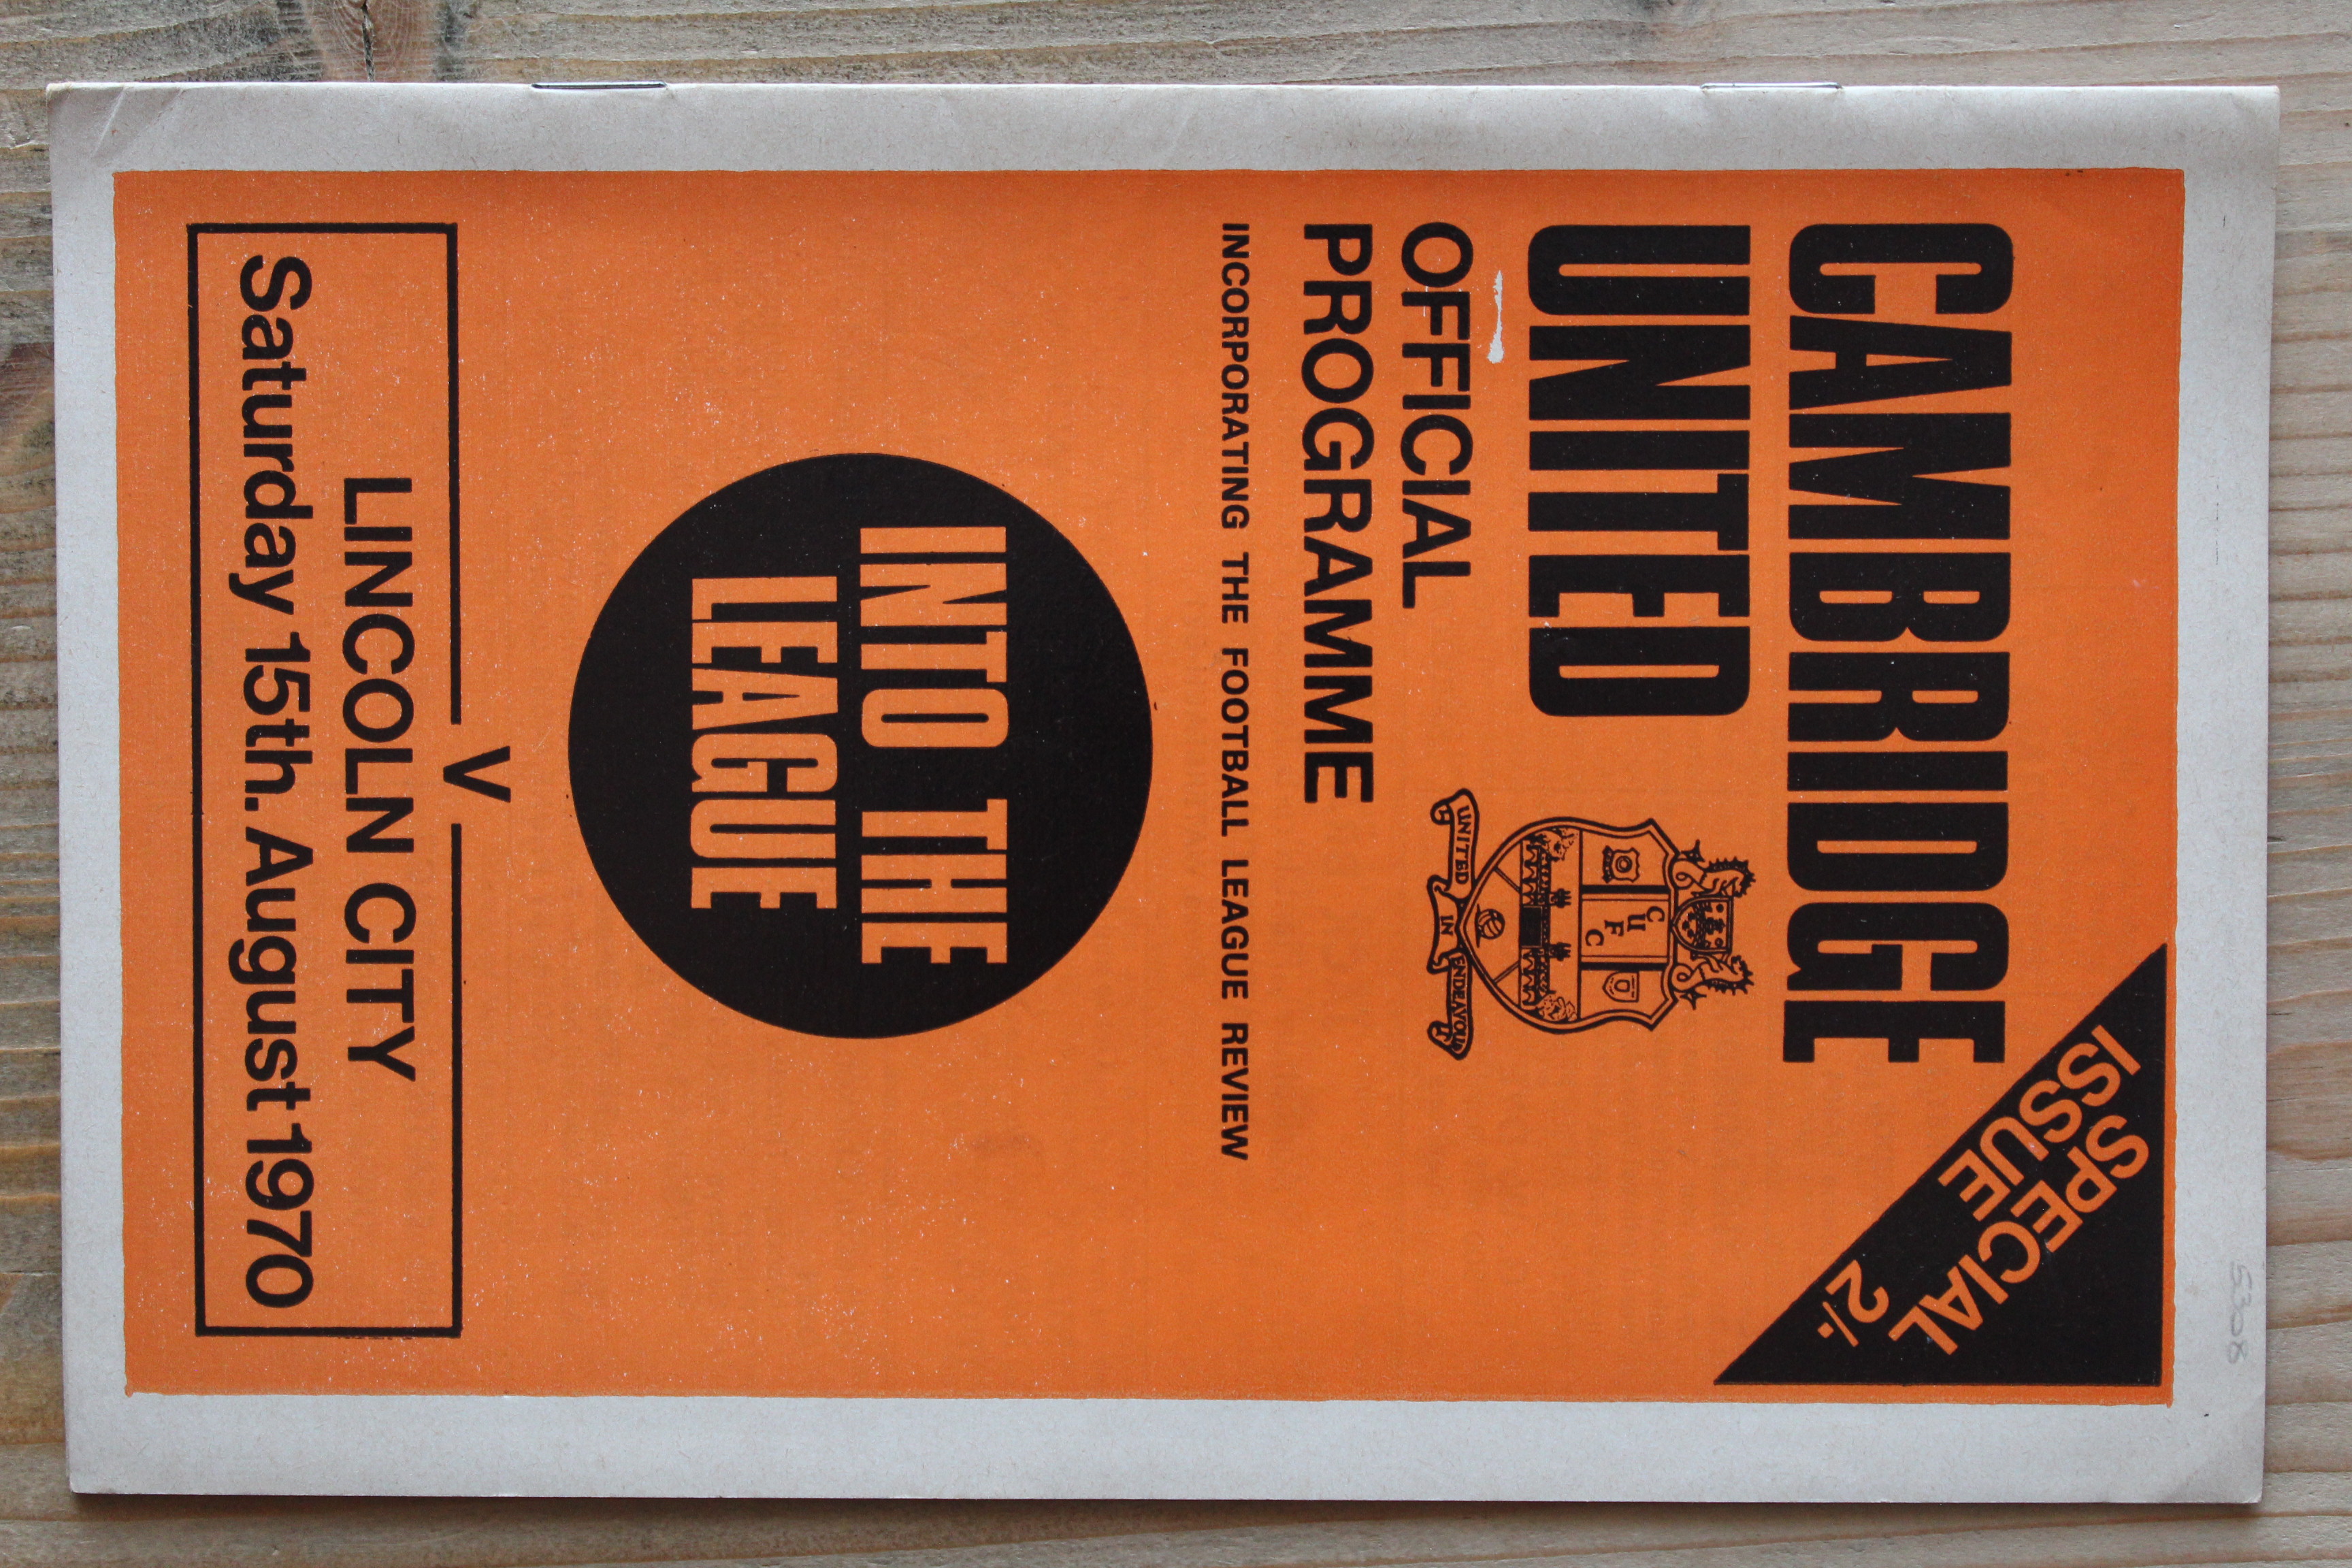 SPECIAL
ISSUE
2/-
CAMBRIDGE
UNITED
OFFICIAL
PROGRAMME
C U F C
UNITED IN ENDEAVOUR
INCORPORATING THE FOOTBALL LEAGUE REVIEW
INTO THE
LEAGUE
V
LINCOLN CITY
Saturday 15th. August 1970
5308